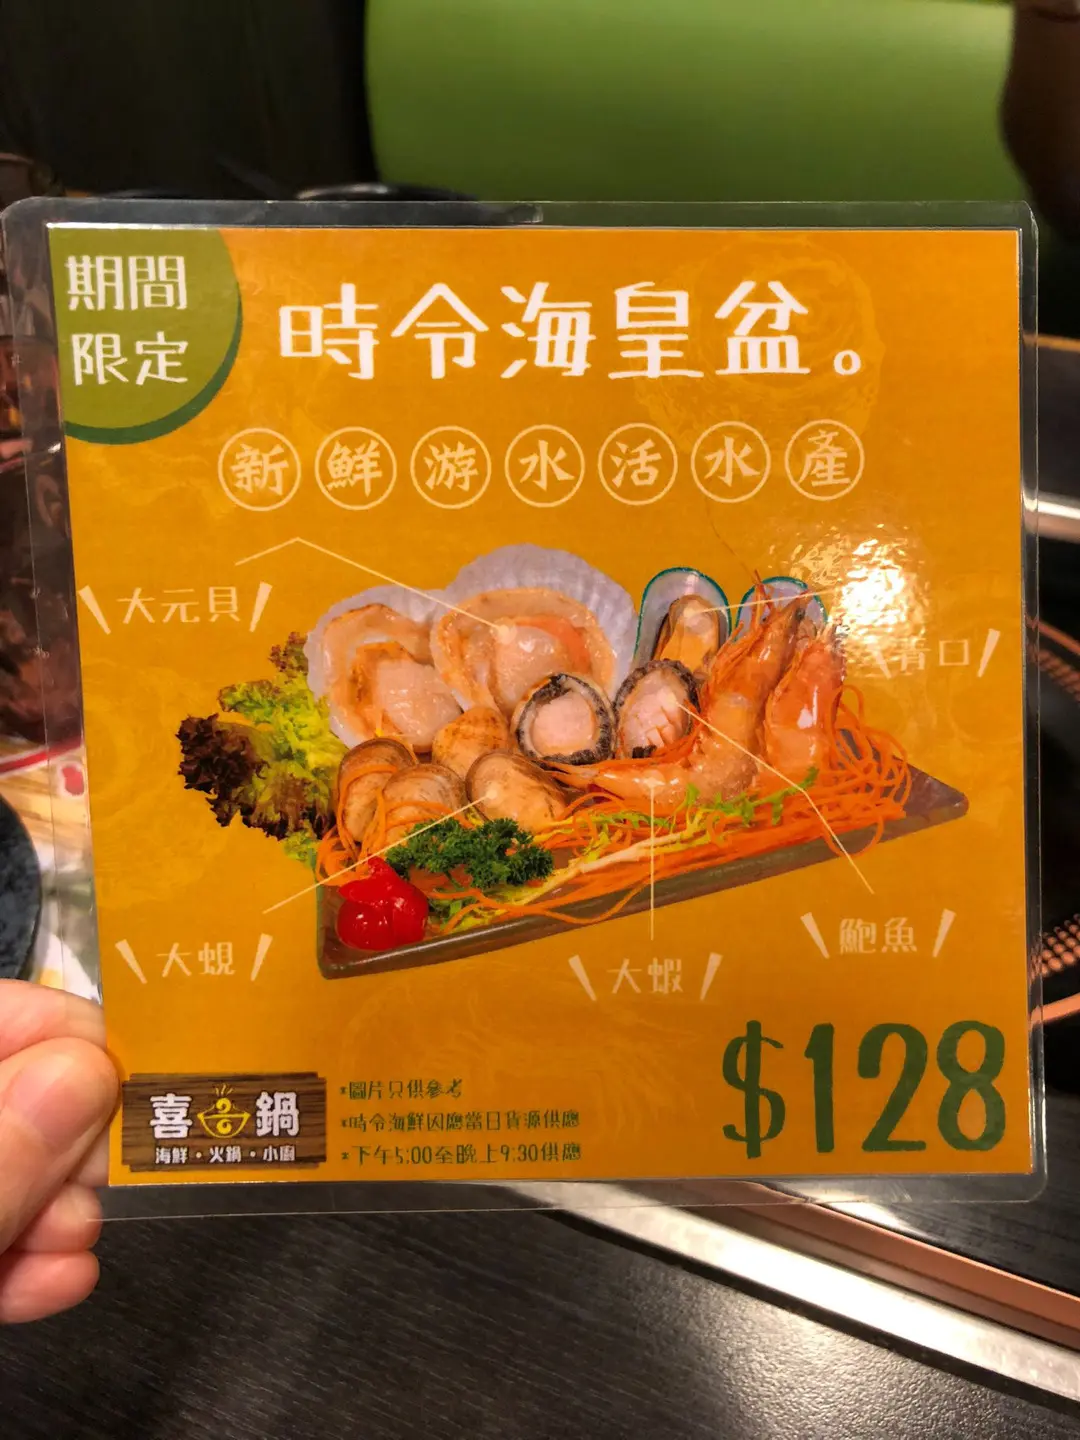 期間
限定
時令海皇盆。
新鮮游水活水產
大元貝
青口
大蜆
大蝦
鮑魚
$128
喜鍋
海鮮・火鍋・小廚
*圖片只供參考
*時令海鮮因應當日貨源供應
*下午5:00至晚上9:30供應